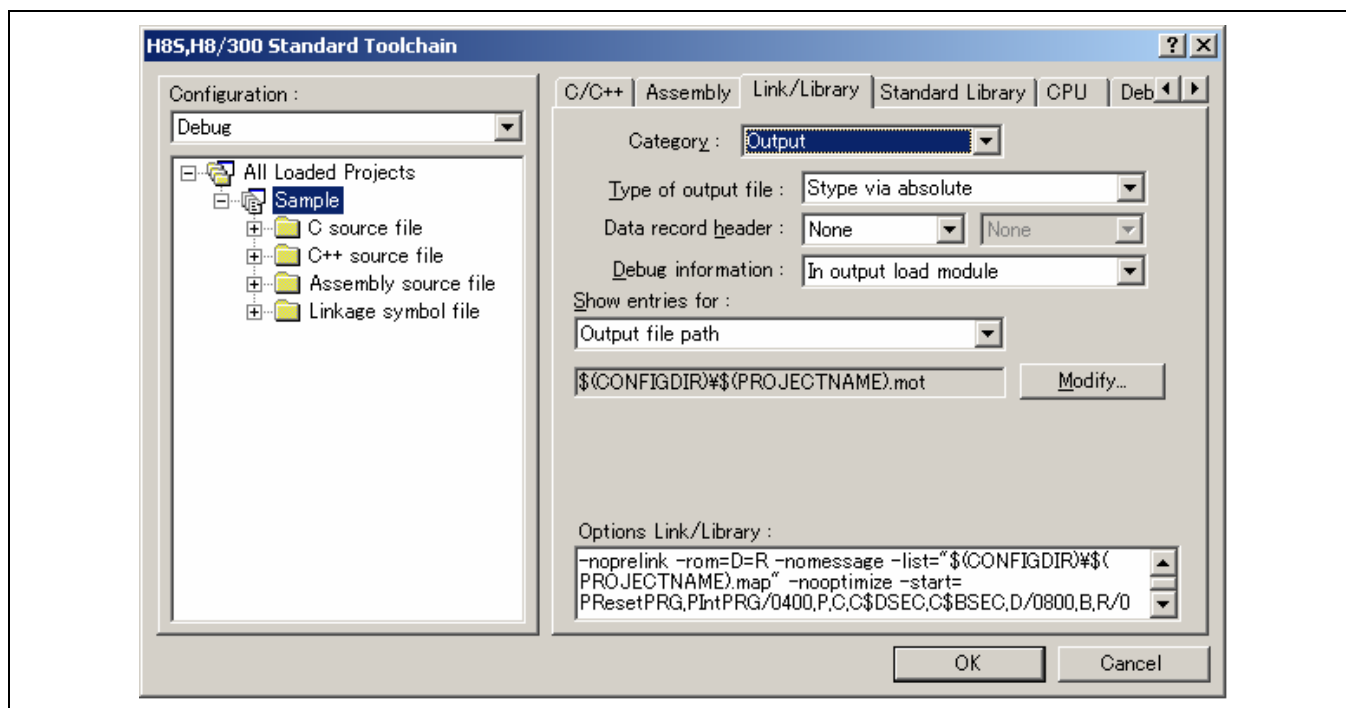 H8S,H8/300 Standard Toolchain
Configuration :
Debug
All Loaded Projects
Sample
C source file
C++ source file
Assembly source file
Linkage symbol file
C/C++ Assembly Link/Library Standard Library CPU Deb
Category : Output
Type of output file : Stype via absolute
Data record header : None None
Debug information : In output load module
Show entries for :
Output file path
$(CONFIGDIR)¥$(PROJECTNAME).mot Modify...
Options Link/Library :
-noprelink -rom=D=R -nomessage -list="$(CONFIGDIR)¥$(
PROJECTNAME).map" -nooptimize -start=
PResetPRG,PIntPRG/0400,P,C,C$DSEC,C$BSEC,D/0800,B,R/0
OK Cancel